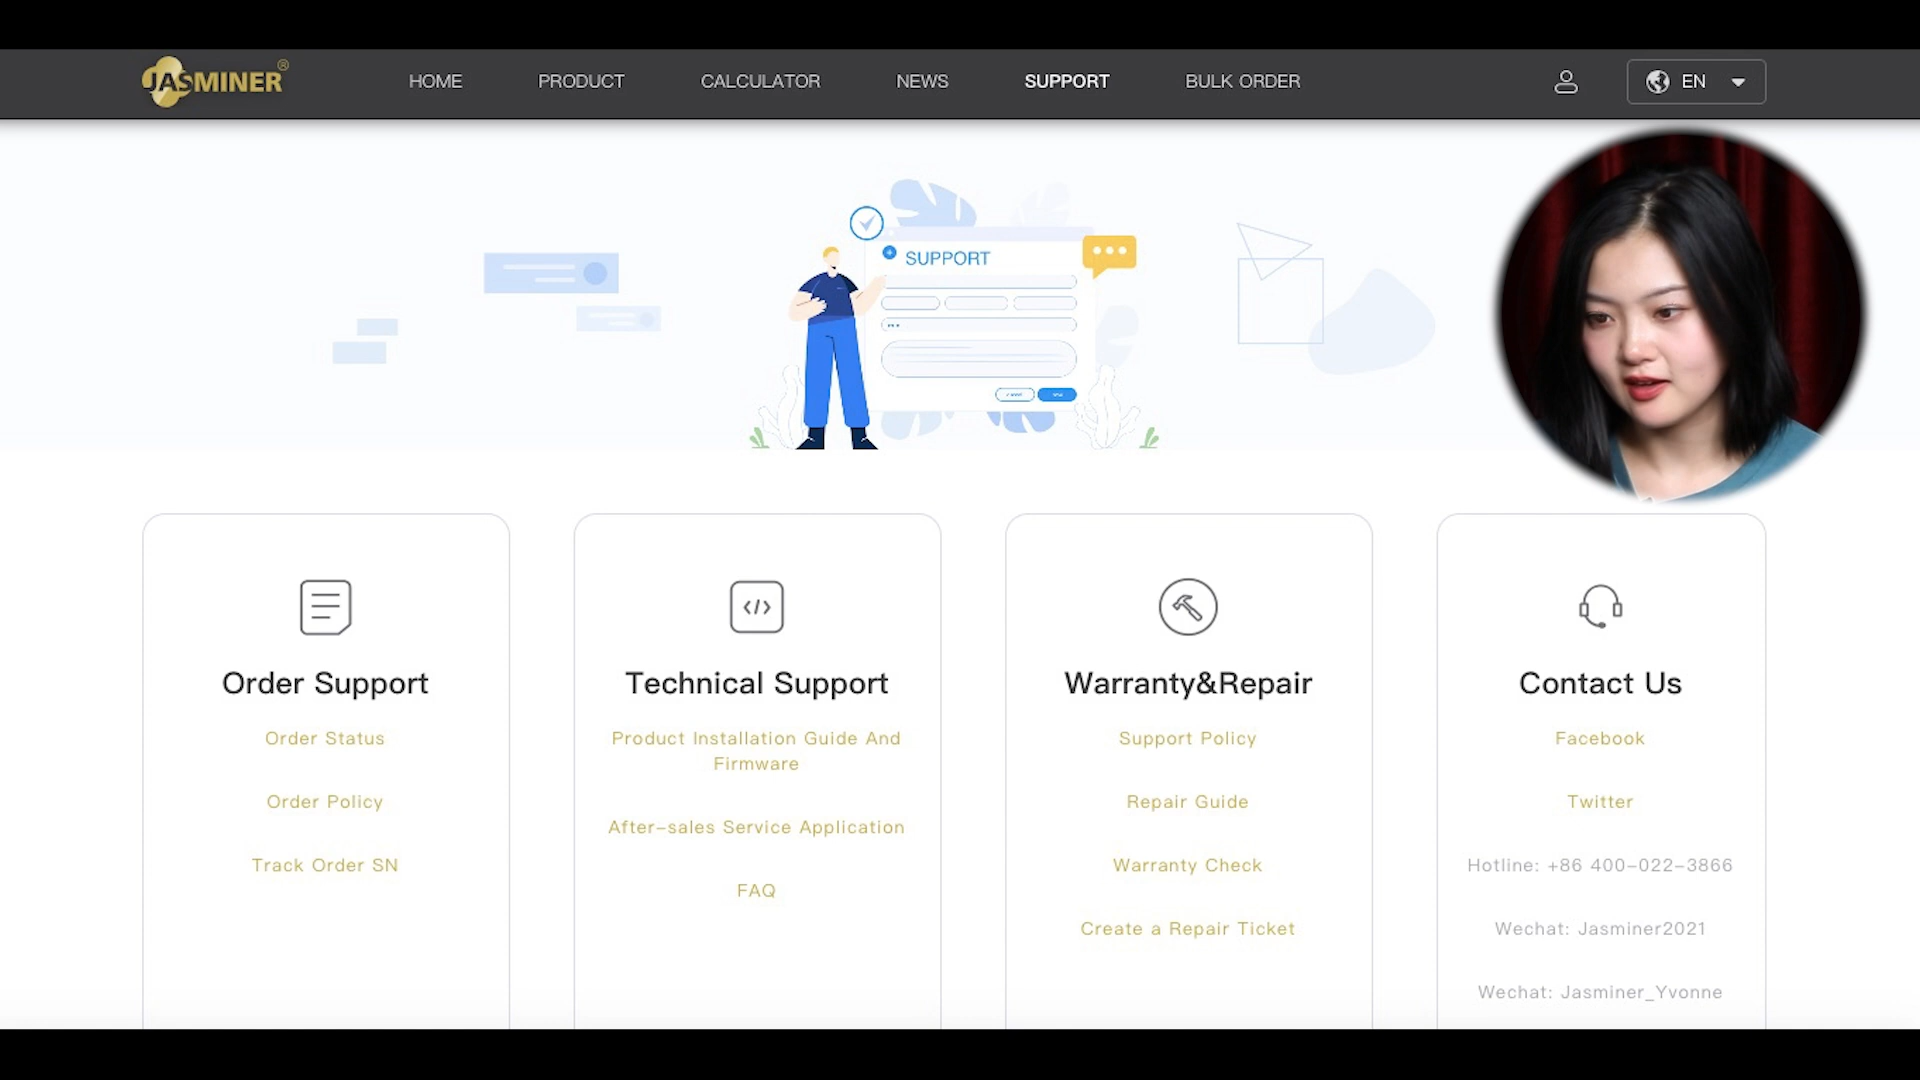 JASMINER®
HOME
PRODUCT
CALCULATOR
NEWS
SUPPORT
BULK ORDER
EN
SUPPORT
Order Support
Order Status
Order Policy
Track Order SN
Technical Support
Product Installation Guide And
Firmware
After-sales Service Application
FAQ
Warranty&Repair
Support Policy
Repair Guide
Warranty Check
Create a Repair Ticket
Contact Us
Facebook
Twitter
Hotline: +86 400-022-3866
Wechat: Jasminer2021
Wechat: Jasminer_Yvonne